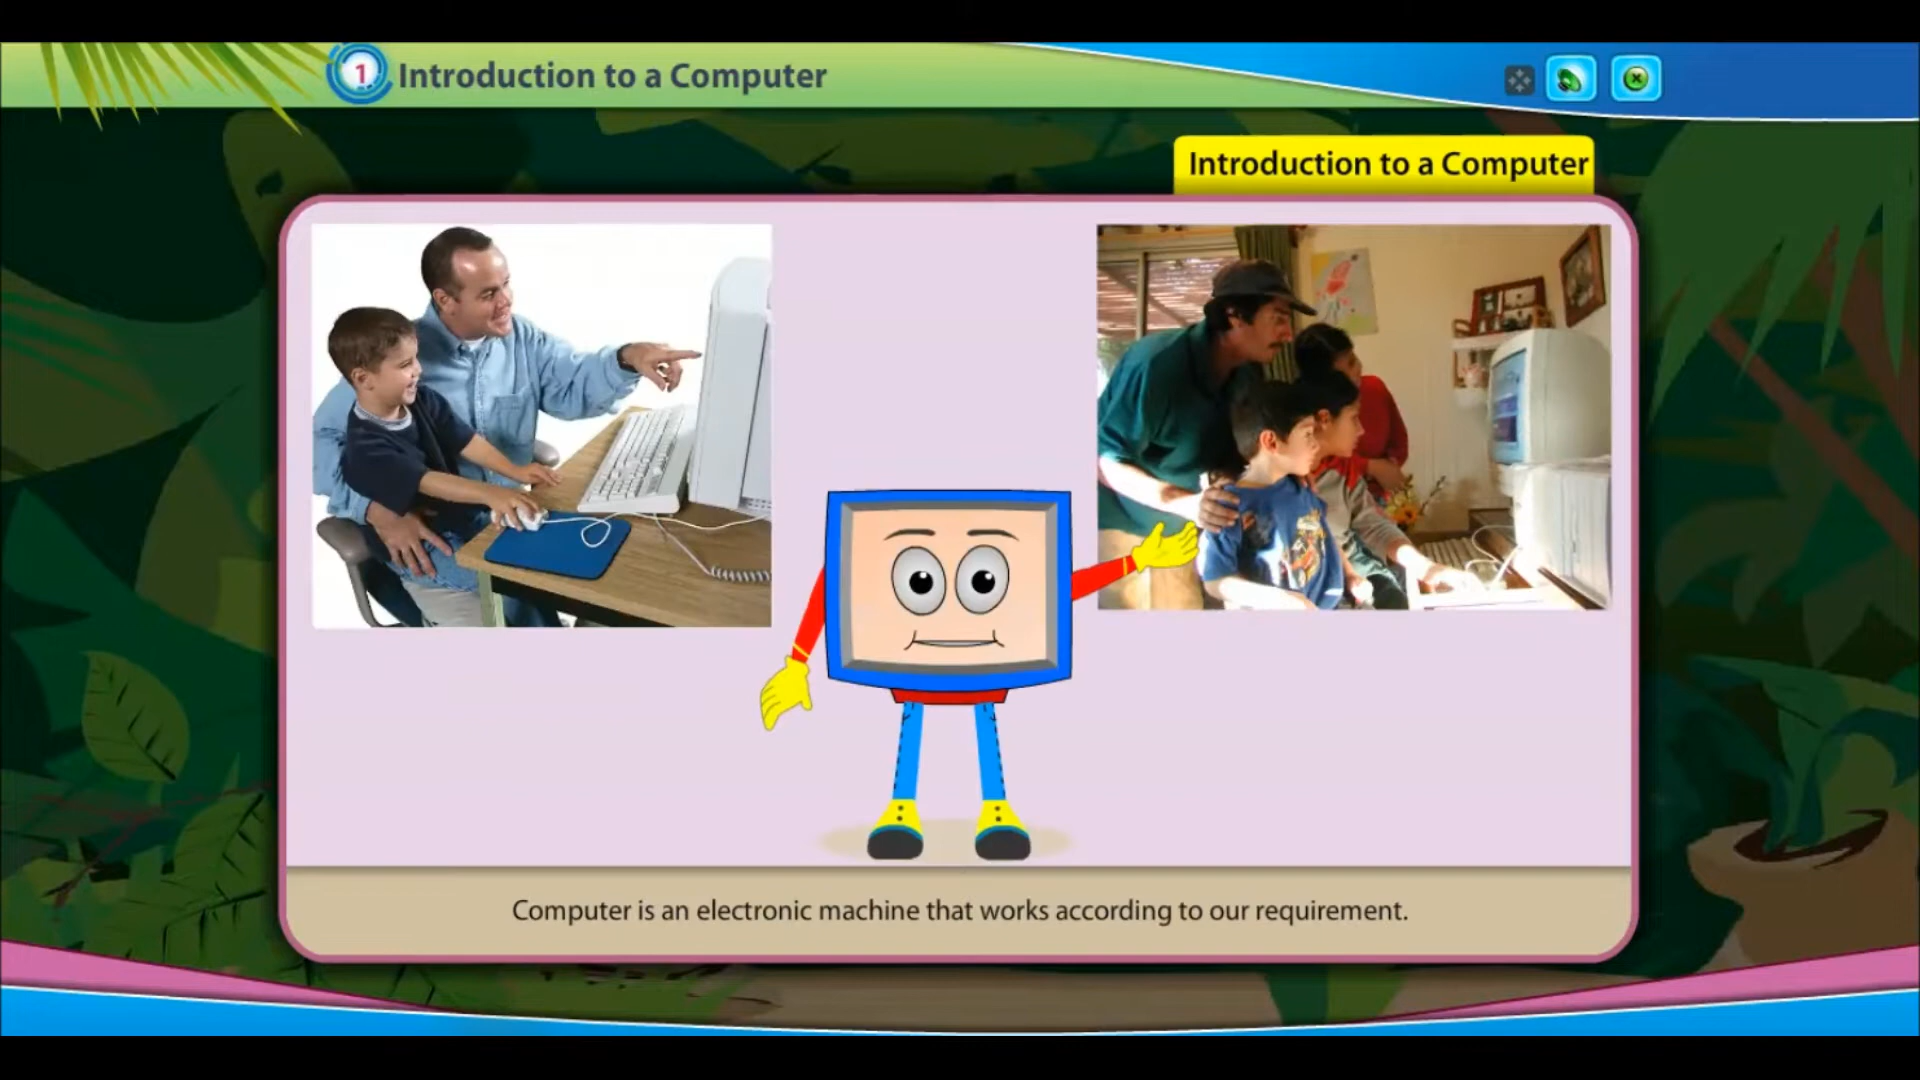 1 Introduction to a Computer
Introduction to a Computer
Computer is an electronic machine that works according to our requirement.